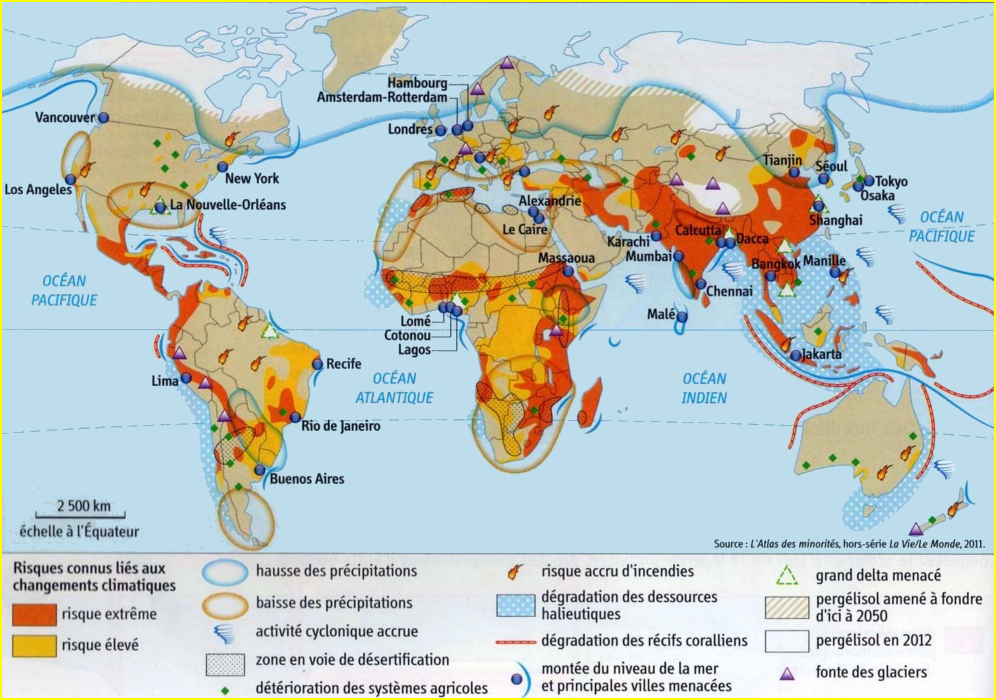 Hambourg
Amsterdam-Rotterdam
Londres
Vancouver
New York
Los Angeles
La Nouvelle-Orléans
Tianjin
Séoul
Tokyo
Osaka
Shanghai
OCÉAN
PACIFIQUE
Alexandrie
Le Caire
Karachi
Mumbai
Calcutta
Dacca
Massaoua
Bangkok
Manille
Chennai
OCÉAN
PACIFIQUE
Malé
Lomé
Cotonou
Lagos
Jakarta
Recife
Lima
OCÉAN
ATLANTIQUE
OCÉAN
INDIEN
Rio de Janeiro
Buenos Aires
2 500 km
échelle à l'Équateur
Source : L'Atlas des minorités, hors-série La Vie/Le Monde, 2011.
Risques connus liés aux
changements climatiques
risque extrême
risque élevé
hausse des précipitations
baisse des précipitations
activité cyclonique accrue
zone en voie de désertification
détérioration des systèmes agricoles
risque accru d'incendies
dégradation des dessources
halieutiques
dégradation des récifs coralliens
montée du niveau de la mer
et principales villes menacées
grand delta menacé
pergélisol amené à fondre
d'ici à 2050
pergélisol en 2012
fonte des glaciers